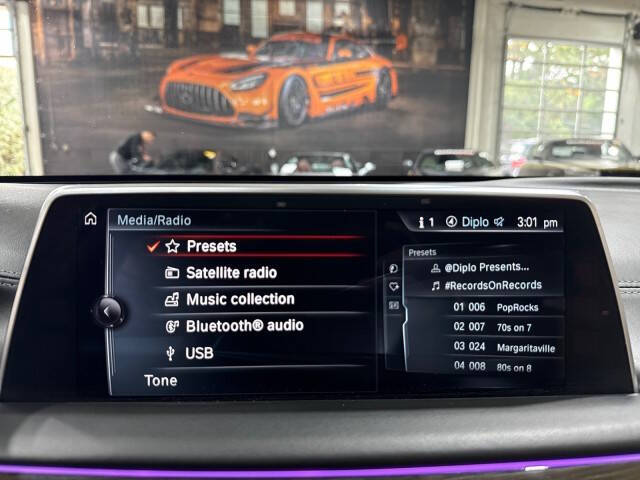 Media/Radio
i 1 Diplo 3:01 pm
Presets
Satellite radio
Music collection
Bluetooth® audio
USB
Tone
Presets
@Diplo Presents...
#RecordsOnRecords
01 006 PopRocks
02 007 70s on 7
03 024 Margaritaville
04 008 80s on 8